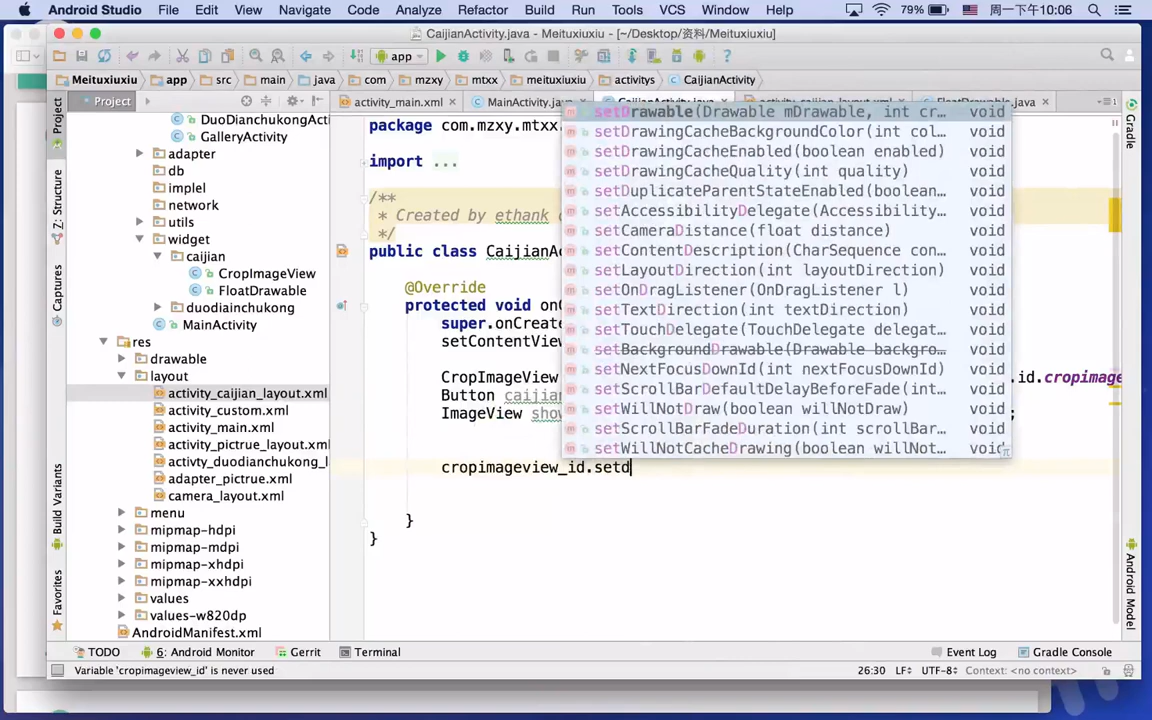 Android Studio File Edit View Navigate Code Analyze Refactor Build Run Tools VCS Window Help 79% 周一下午10:06
CaijianActivity.java - Meituxiuxiu - [~/Desktop/资料/Meituxiuxiu]
app
Meituxiuxiu app src main java com mzxy mtxx meituxiuxiu activitys CaijianActivity
Project activity_main.xml MainActivity.java CaijianActivity.java activity_caijian_layout.xml FloatDrawable.java
DuoDianchukongActi
GalleryActivity
adapter
db
implel
network
utils
widget
caijian
CropImageView
FloatDrawable
duodianchukong
MainActivity
res
drawable
layout
activity_caijian_layout.xml
activity_custom.xml
activity_main.xml
activity_pictrue_layout.xml
activty_duodianchukong_l
adapter_pictrue.xml
camera_layout.xml
menu
mipmap-hdpi
mipmap-mdpi
mipmap-xhdpi
mipmap-xxhdpi
values
values-w820dp
AndroidManifest.xml
1: Project
7: Structure
Captures
Build Variants
Favorites
Gradle
Android Model
package com.mzxy.mtxx.
import ...
/**
* Created by ethank
*/
public class CaijianA
@Override
protected void onC
super.onCreate
setContentView
CropImageView .id.cropimage
Button caijian
ImageView show ;
cropimageview_id.setd
}
}
setDrawable(Drawable mDrawable, int cr... void
setDrawingCacheBackgroundColor(int col... void
setDrawingCacheEnabled(boolean enabled) void
setDrawingCacheQuality(int quality) void
setDuplicateParentStateEnabled(boolean... void
setAccessibilityDelegate(Accessibility... void
setCameraDistance(float distance) void
setContentDescription(CharSequence con... void
setLayoutDirection(int layoutDirection) void
setOnDragListener(OnDragListener l) void
setTextDirection(int textDirection) void
setTouchDelegate(TouchDelegate delegat... void
setBackgroundDrawable(Drawable backgro... void
setNextFocusDownId(int nextFocusDownId) void
setScrollBarDefaultDelayBeforeFade(int... void
setWillNotDraw(boolean willNotDraw) void
setScrollBarFadeDuration(int scrollBar... void
setWillNotCacheDrawing(boolean willNot... void
TODO 6: Android Monitor Gerrit Terminal Event Log Gradle Console
Variable 'cropimageview_id' is never used 26:30 LF UTF-8 Context: <no context>